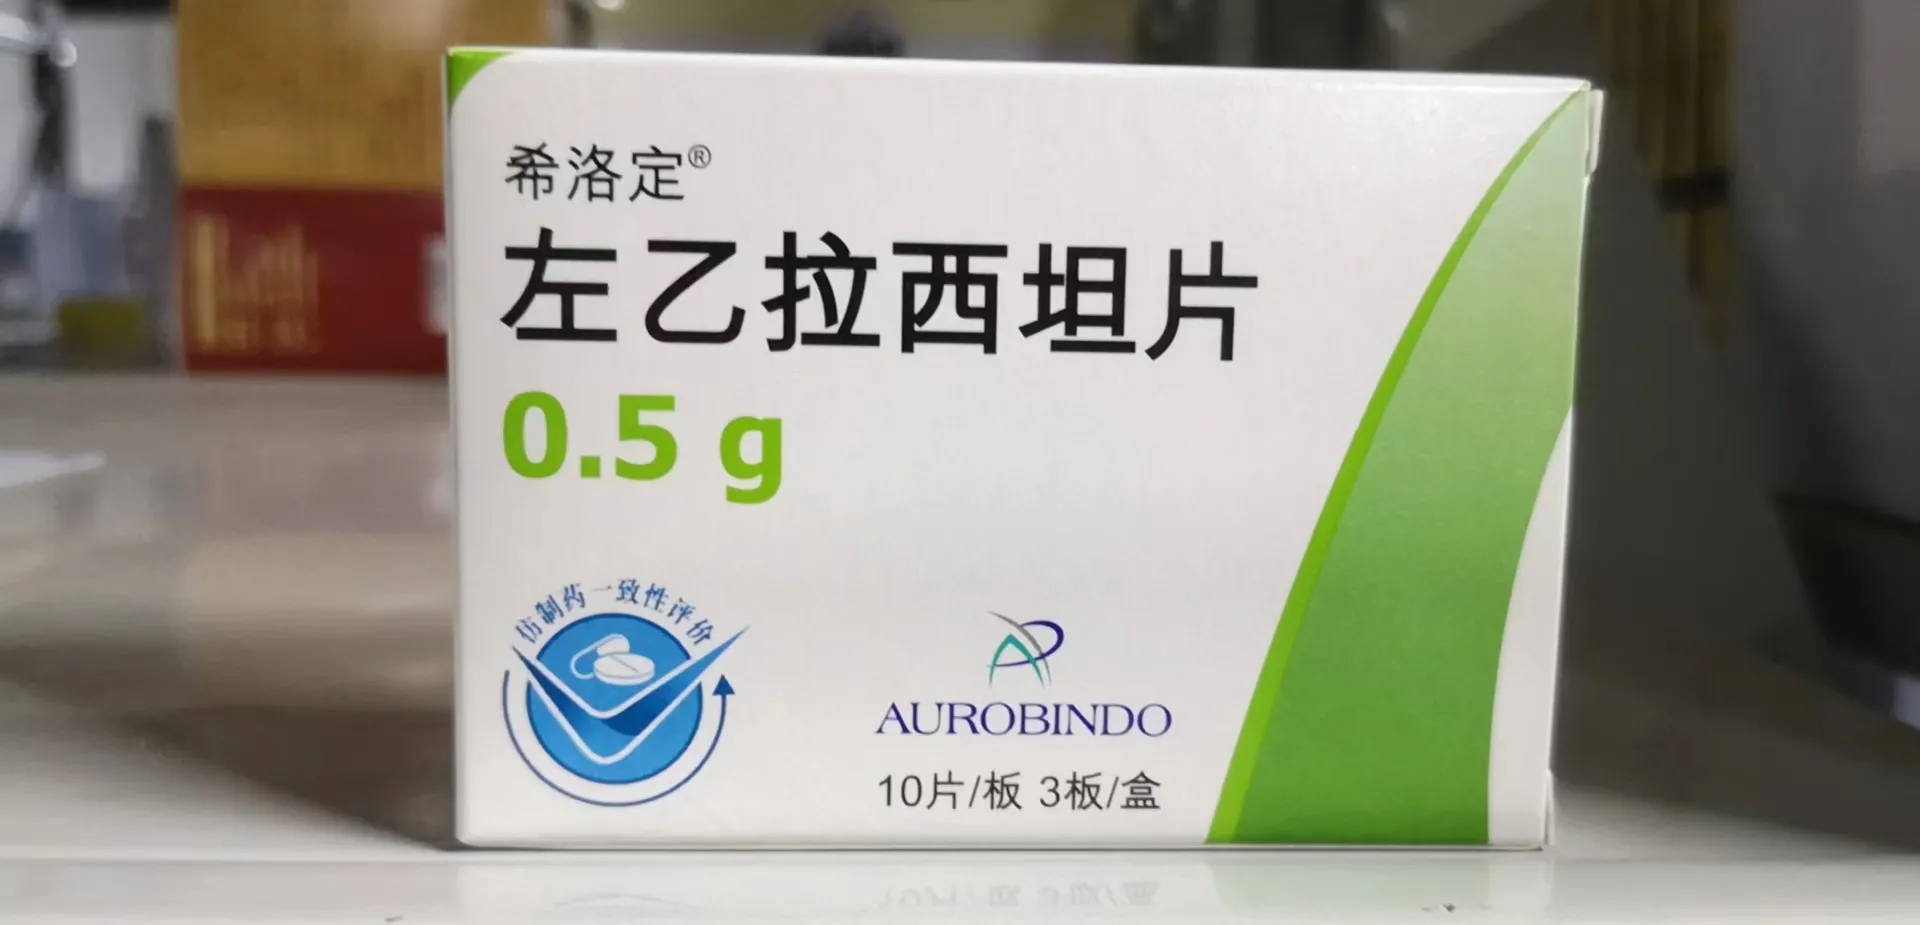 希洛定®
左乙拉西坦片
0.5 g
仿制药一致性评价
AUROBINDO
10片/板 3板/盒